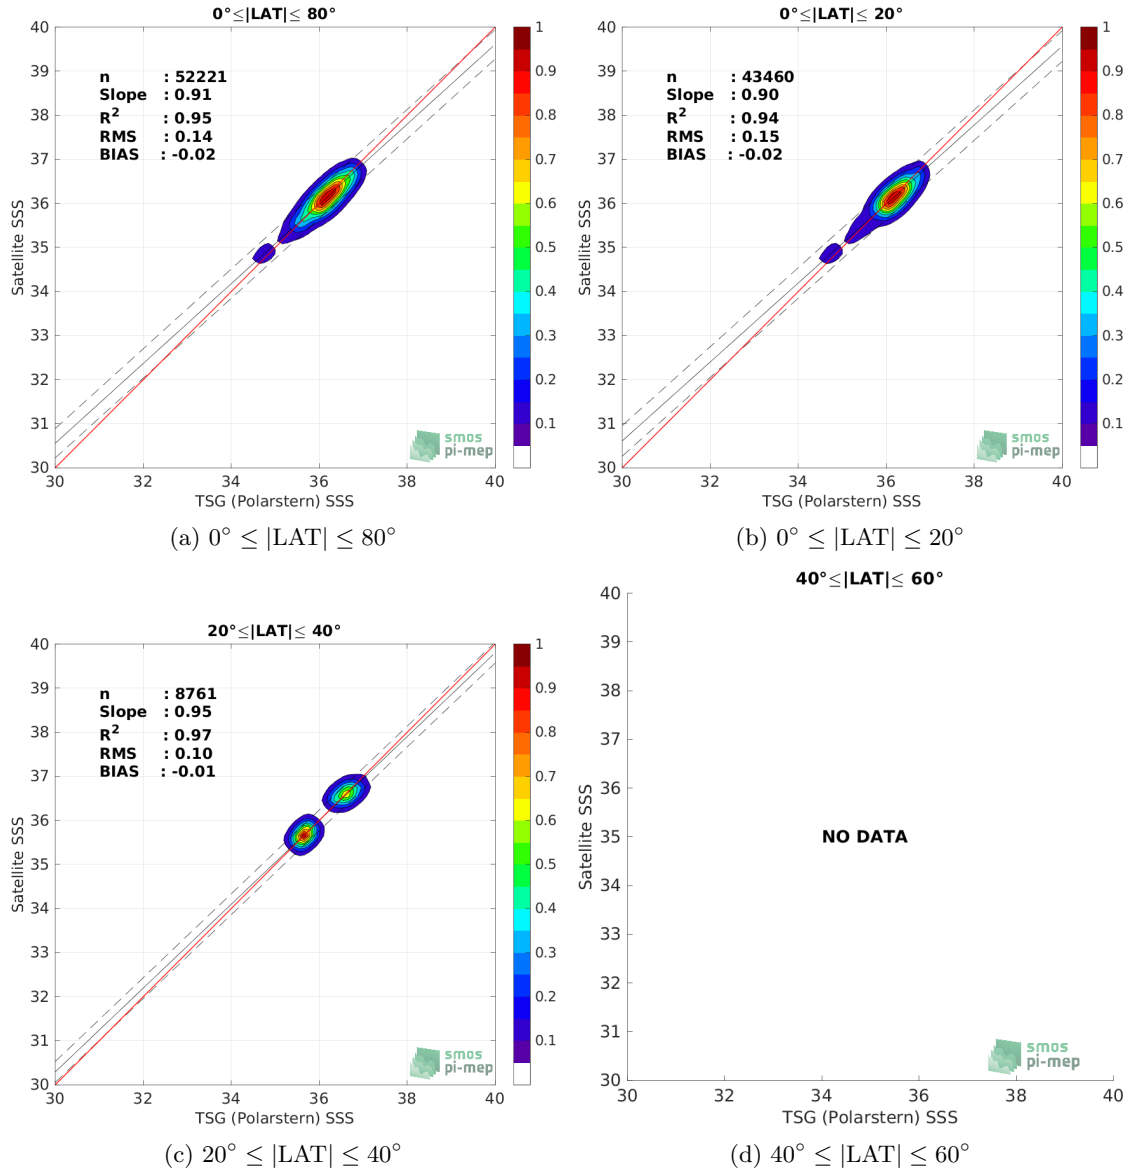 0°≤|LAT|≤ 80°
40
39
38
37
36
35
34
33
32
31
30
Satellite SSS
n : 52221
Slope : 0.91
R² : 0.95
RMS : 0.14
BIAS : -0.02
smos
pi-mep
30 32 34 36 38 40
TSG (Polarstern) SSS
1
0.9
0.8
0.7
0.6
0.5
0.4
0.3
0.2
0.1
(a) 0° ≤ |LAT| ≤ 80°
0°≤|LAT|≤ 20°
40
39
38
37
36
35
34
33
32
31
30
Satellite SSS
n : 43460
Slope : 0.90
R² : 0.94
RMS : 0.15
BIAS : -0.02
smos
pi-mep
30 32 34 36 38 40
TSG (Polarstern) SSS
1
0.9
0.8
0.7
0.6
0.5
0.4
0.3
0.2
0.1
(b) 0° ≤ |LAT| ≤ 20°
20°≤|LAT|≤ 40°
40
39
38
37
36
35
34
33
32
31
30
Satellite SSS
n : 8761
Slope : 0.95
R² : 0.97
RMS : 0.10
BIAS : -0.01
smos
pi-mep
30 32 34 36 38 40
TSG (Polarstern) SSS
1
0.9
0.8
0.7
0.6
0.5
0.4
0.3
0.2
0.1
(c) 20° ≤ |LAT| ≤ 40°
40°≤|LAT|≤ 60°
40
39
38
37
36
35
34
33
32
31
30
Satellite SSS
NO DATA
smos
pi-mep
30 32 34 36 38 40
TSG (Polarstern) SSS
(d) 40° ≤ |LAT| ≤ 60°